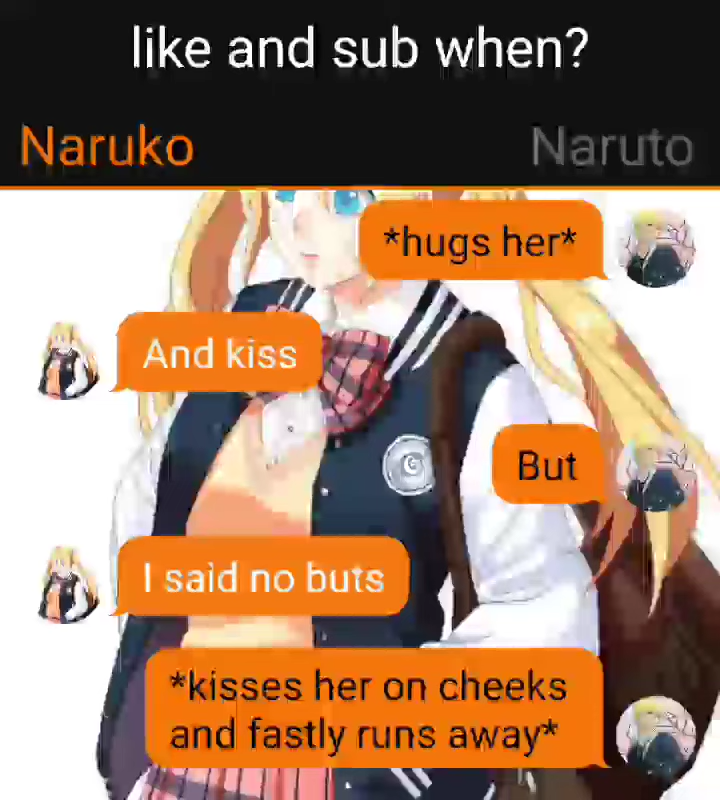 like and sub when?
Naruko
Naruto
*hugs her*
And kiss
But
I said no buts
*kisses her on cheeks
and fastly runs away*